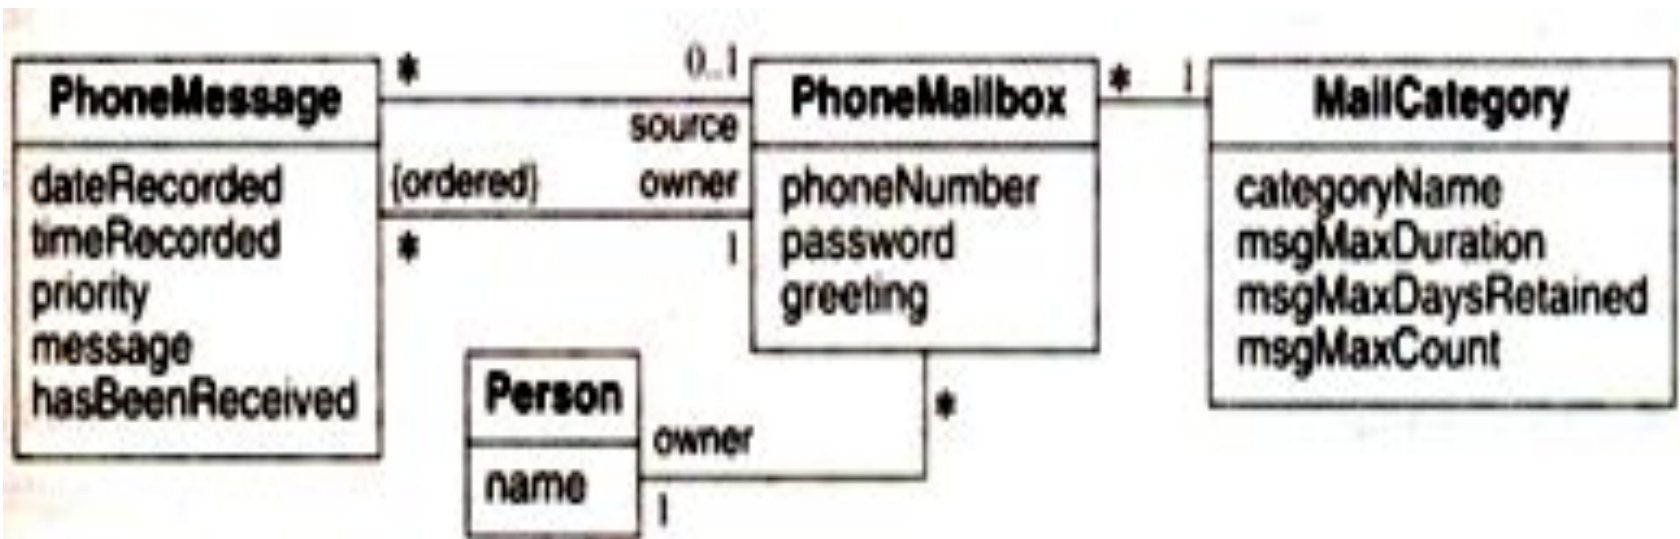 PhoneMessage
dateRecorded
timeRecorded
priority
message
hasBeenReceived
*
0..1
source
{ordered}
owner
*
1
PhoneMailbox
phoneNumber
password
greeting
*
1
MailCategory
categoryName
msgMaxDuration
msgMaxDaysRetained
msgMaxCount
Person
name
owner
1
*